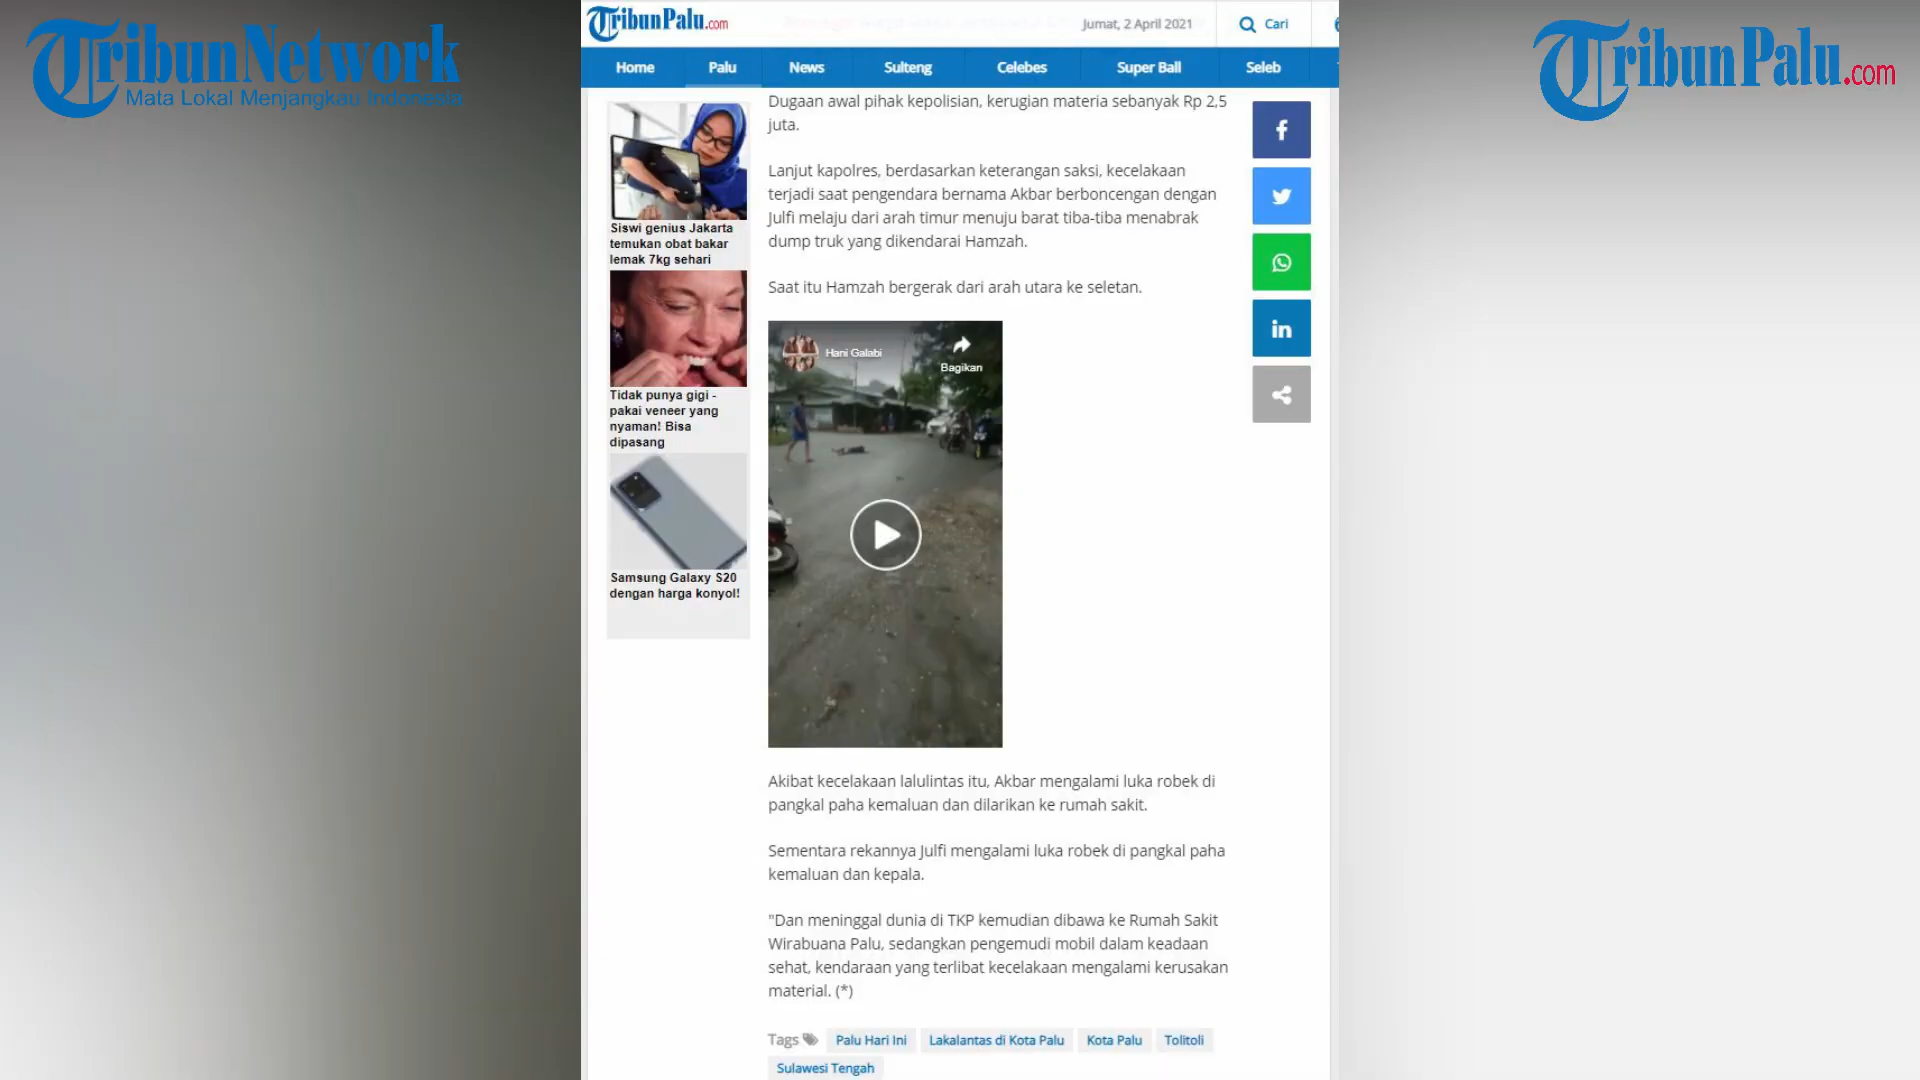 TribunNetwork
Mata Lokal Menjangkau Indonesia
TribunPalu.com
Jumat, 2 April 2021
Cari
TribunPalu.com
Home
Palu
News
Sulteng
Celebes
Super Ball
Seleb
Siswi genius Jakarta
temukan obat bakar
lemak 7kg sehari
Tidak punya gigi -
pakai veneer yang
nyaman! Bisa
dipasang
Samsung Galaxy S20
dengan harga konyol!
Dugaan awal pihak kepolisian, kerugian materia sebanyak Rp 2,5
juta.
Lanjut kapolres, berdasarkan keterangan saksi, kecelakaan
terjadi saat pengendara bernama Akbar berboncengan dengan
Julfi melaju dari arah timur menuju barat tiba-tiba menabrak
dump truk yang dikendarai Hamzah.
Saat itu Hamzah bergerak dari arah utara ke seletan.
Hani Galabi
Bagikan
Akibat kecelakaan lalulintas itu, Akbar mengalami luka robek di
pangkal paha kemaluan dan dilarikan ke rumah sakit.
Sementara rekannya Julfi mengalami luka robek di pangkal paha
kemaluan dan kepala.
"Dan meninggal dunia di TKP kemudian dibawa ke Rumah Sakit
Wirabuana Palu, sedangkan pengemudi mobil dalam keadaan
sehat, kendaraan yang terlibat kecelakaan mengalami kerusakan
material. (*)
Tags
Palu Hari Ini
Lakalantas di Kota Palu
Kota Palu
Tolitoli
Sulawesi Tengah